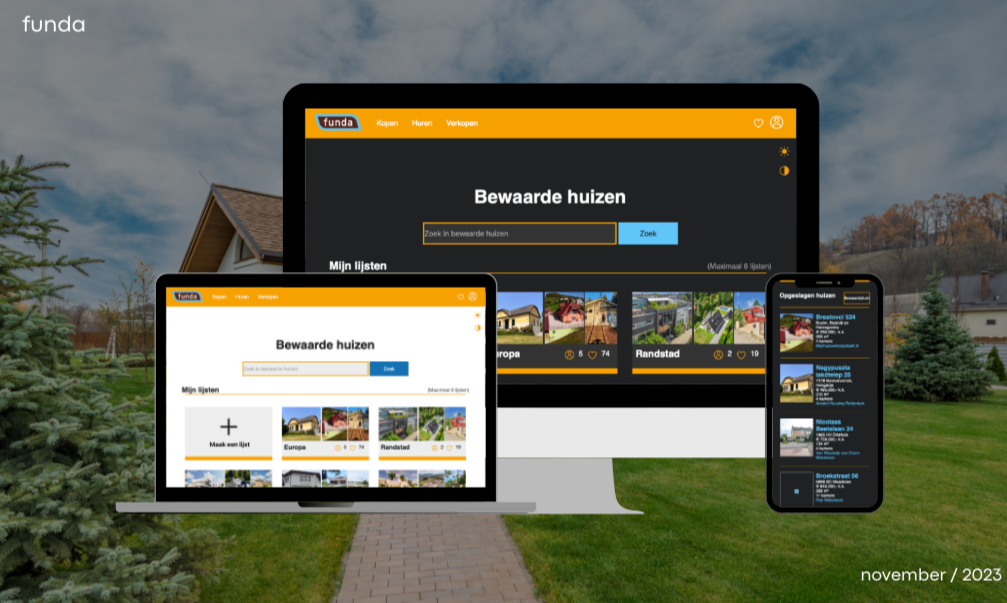 funda
funda
Kopen Huren Verkopen
Bewaarde huizen
Zoek in bewaarde huizen
Zoek
Mijn lijsten
(Maximaal 6 lijsten)
Europa
5 74
Randstad
2 19
funda
Kopen Huren Verkopen
Bewaarde huizen
Zoek in bewaarde huizen
Zoek
Mijn lijsten
(Maximaal 6 lijsten)
Maak een lijst
Europa
5 74
Randstad
2 19
Opgeslagen huizen
Brestovci 524
Nagypuszta
lakótelep 25
Nicolaas
Beetslaan 24
Broekstraat 56
november / 2023